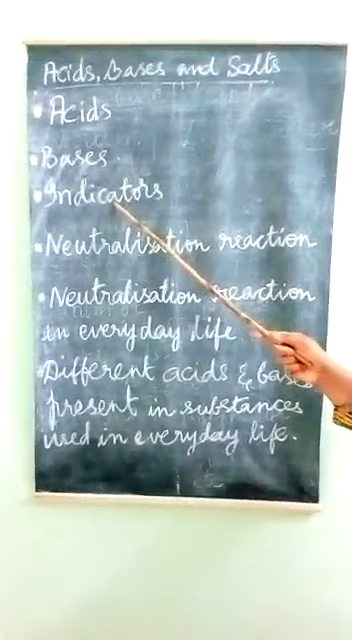 Acids, Bases and Salts
• Acids
• Bases.
• Indicators
• Neutralisation reaction
• Neutralisation reaction
in everyday life
• Different acids & bases
present in substances
used in everyday life.